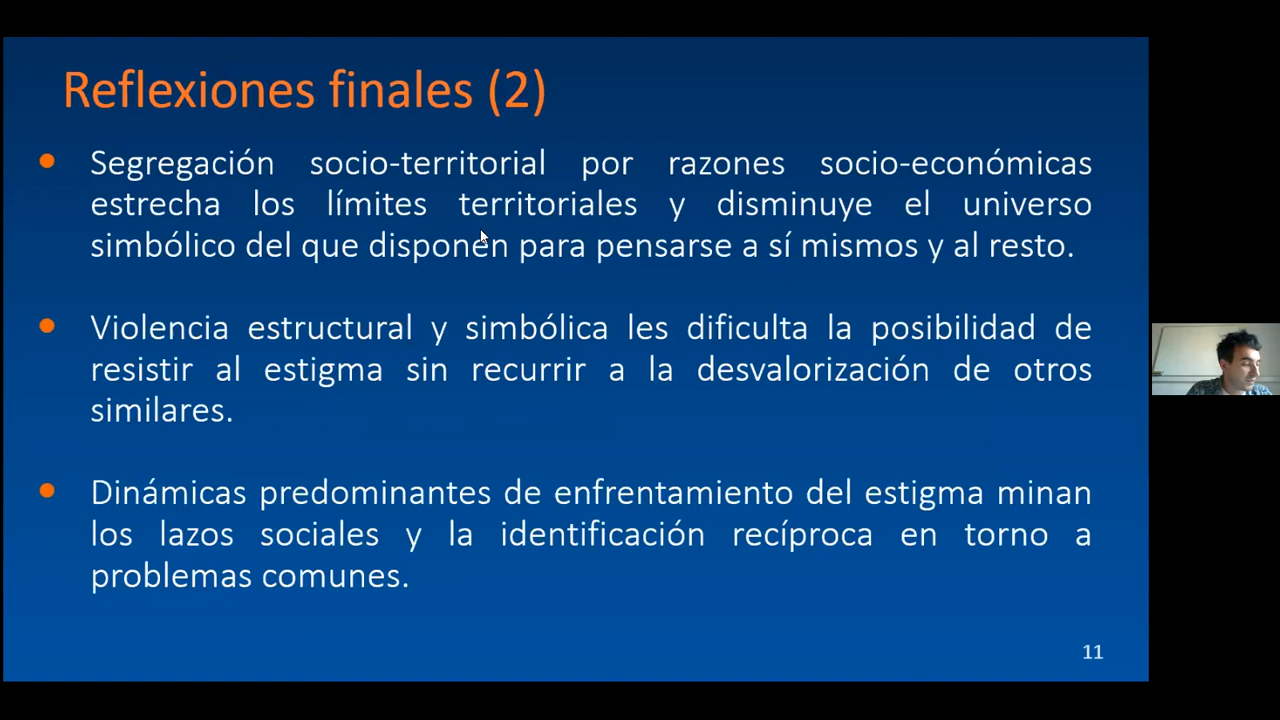 Reflexiones finales (2)
Segregación socio-territorial por razones socio-económicas
estrecha los límites territoriales y disminuye el universo
simbólico del que disponen para pensarse a sí mismos y al resto.
Violencia estructural y simbólica les dificulta la posibilidad de
resistir al estigma sin recurrir a la desvalorización de otros
similares.
Dinámicas predominantes de enfrentamiento del estigma minan
los lazos sociales y la identificación recíproca en torno a
problemas comunes.
11